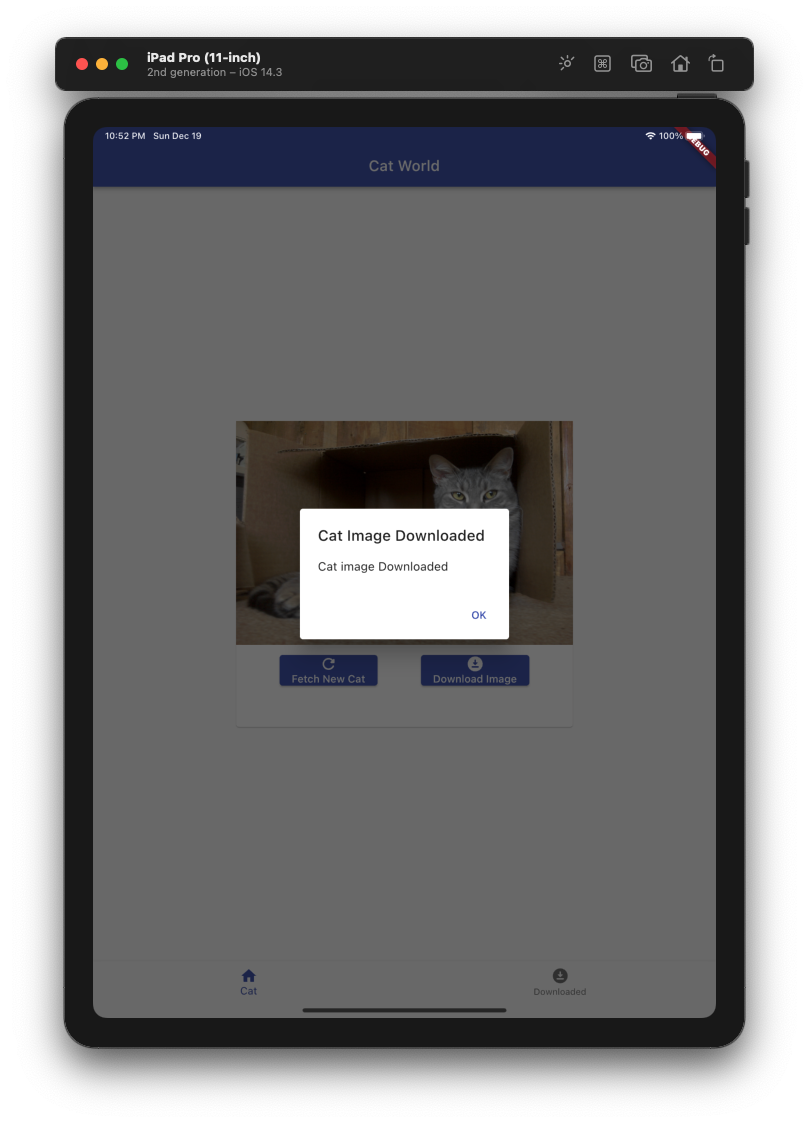 iPad Pro (11-inch)
2nd generation – iOS 14.3
10:52 PM Sun Dec 19
100%
Cat World
Cat Image Downloaded
Cat image Downloaded
OK
Fetch New Cat
Download Image
Cat
Downloaded